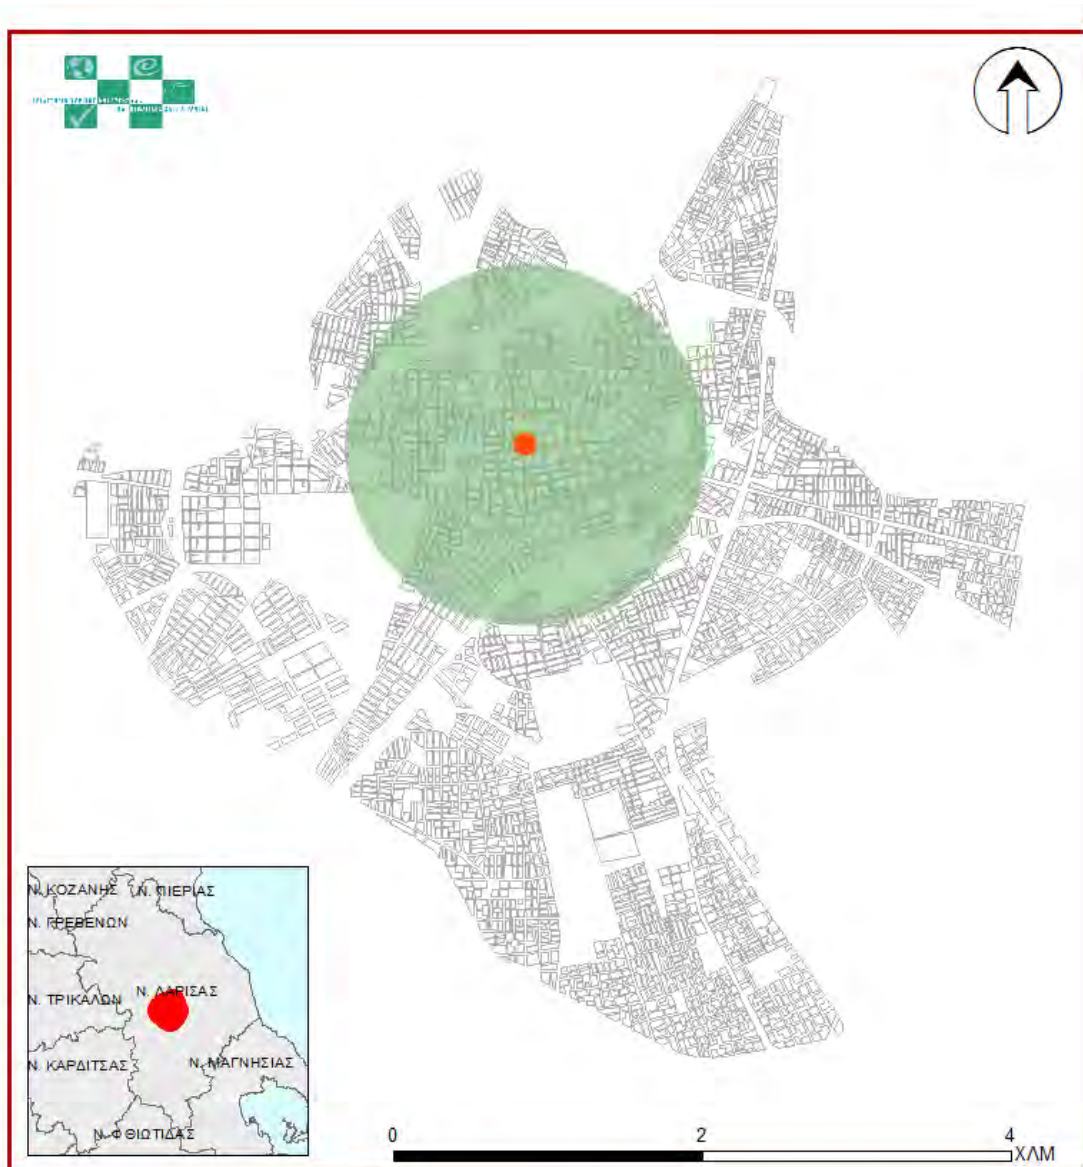 Ν. ΚΟΖΑΝΗΣ
Ν. ΠΙΕΡΙΑΣ
Ν. ΓΡΕΒΕΝΩΝ
Ν. ΛΑΡΙΣΑΣ
Ν. ΤΡΙΚΑΛΩΝ
Ν. ΚΑΡΔΙΤΣΑΣ
Ν. ΜΑΓΝΗΣΙΑΣ
Ν. ΦΘΙΩΤΙΔΑΣ
0 2 4
ΧΛΜ